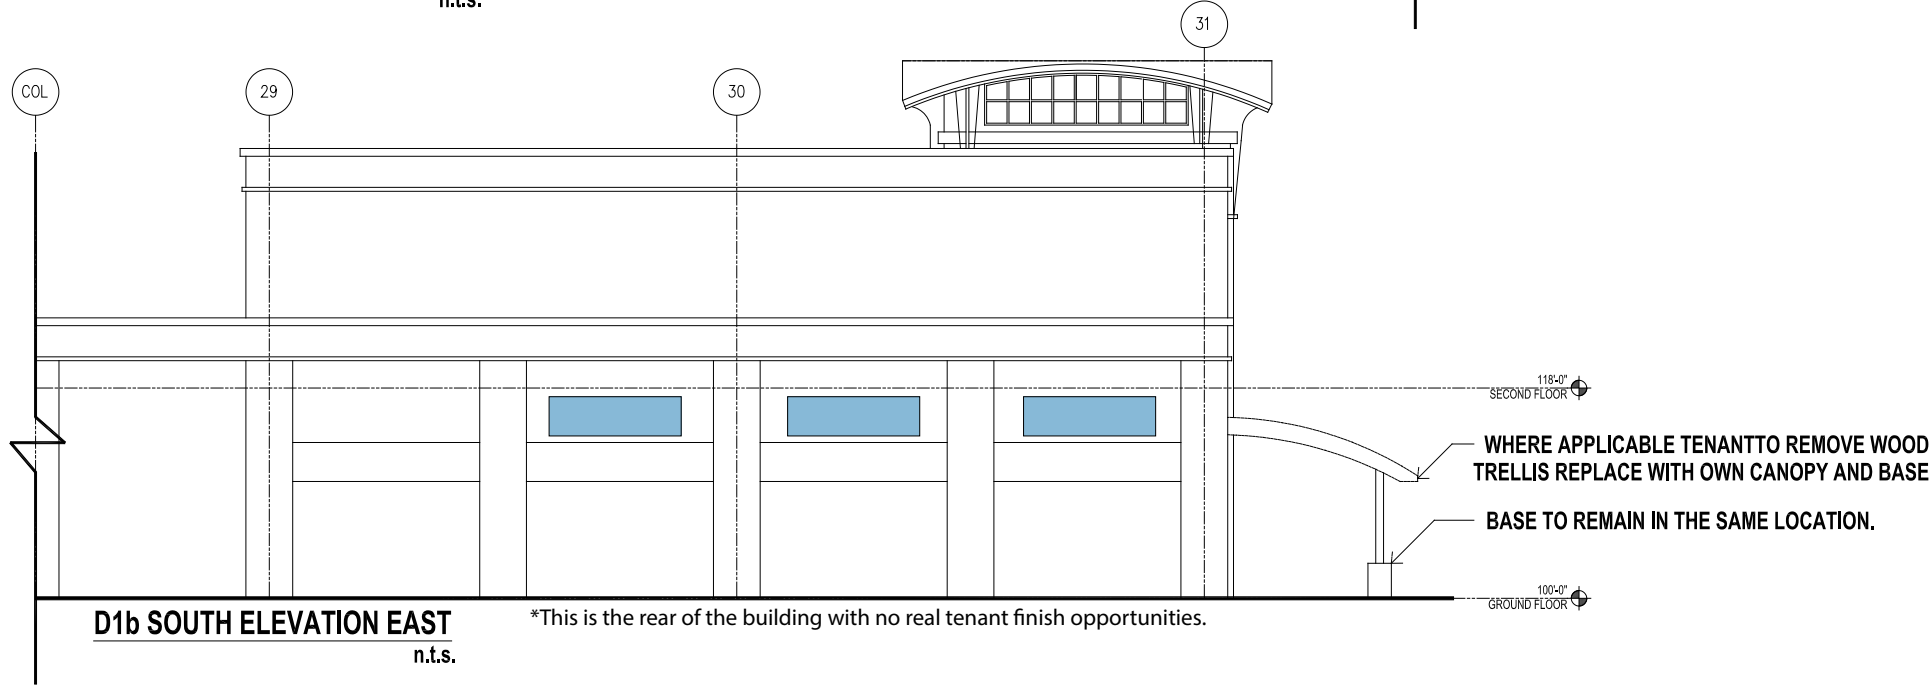 n.t.s.
31
COL
29
30
118'-0"
SECOND FLOOR
WHERE APPLICABLE TENANTTO REMOVE WOOD
TRELLIS REPLACE WITH OWN CANOPY AND BASE
BASE TO REMAIN IN THE SAME LOCATION.
100'-0"
GROUND FLOOR
D1b SOUTH ELEVATION EAST
*This is the rear of the building with no real tenant finish opportunities.
n.t.s.